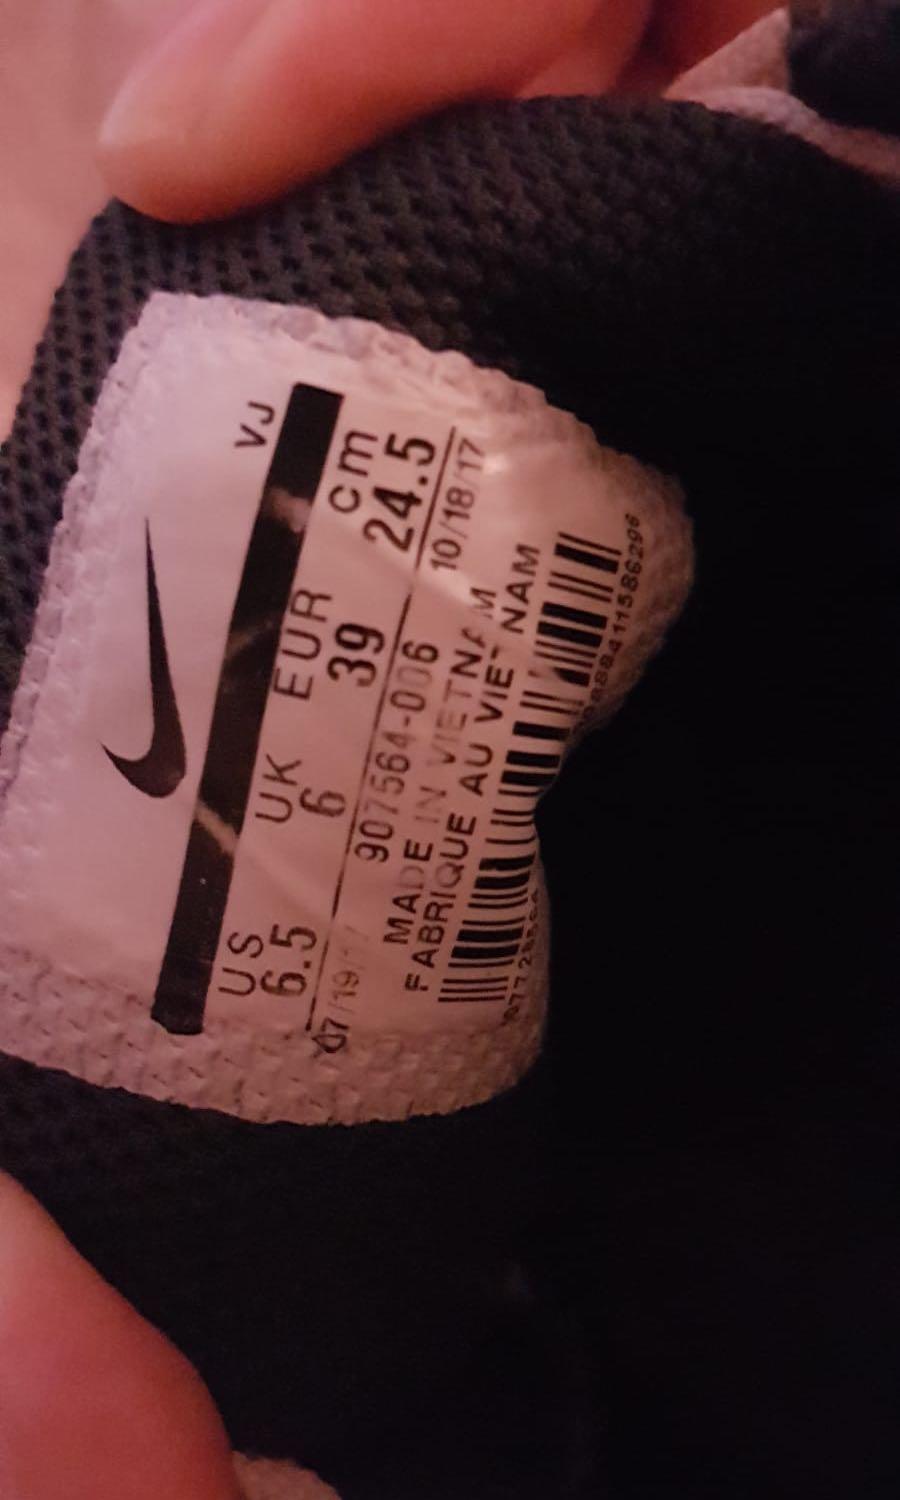 VJ
US UK EUR cm
6.5 6 39 24.5
07/19/17 907564-006 10/18/17
MADE IN VIETNAM
FABRIQUE AU VIETNAM